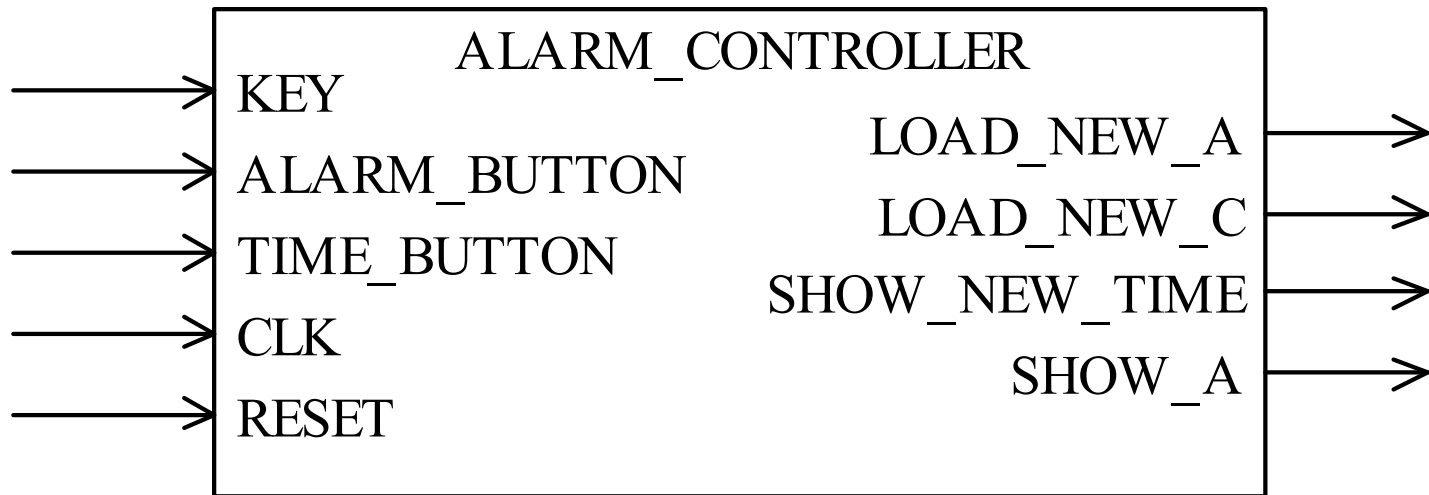 ALARM_CONTROLLER
KEY
ALARM_BUTTON
TIME_BUTTON
CLK
RESET
LOAD_NEW_A
LOAD_NEW_C
SHOW_NEW_TIME
SHOW_A